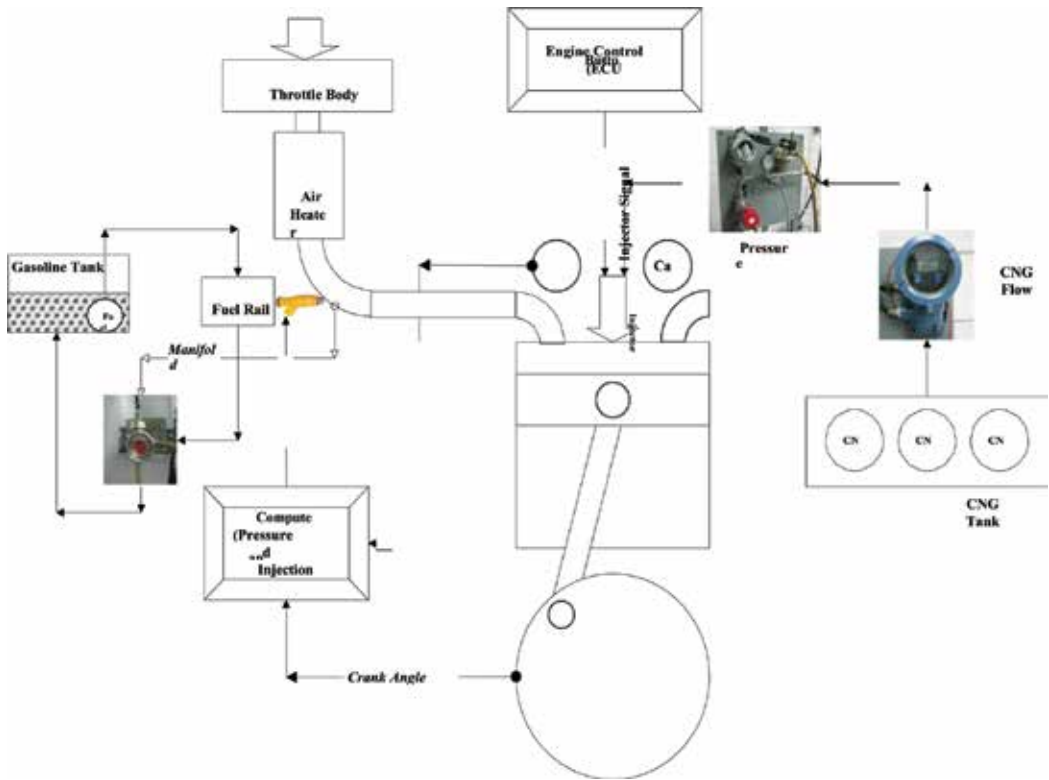 Throttle Body
Engine Control
(ECU
Air
Heate
r
Injector Signal
Injector
Pressur
e
CNG
Flow
Gasoline Tank
Fuel Rail
Ca
Manifol
d
CN
CN
CN
CNG
Tank
Compute
(Pressure
Injection
Crank Angle